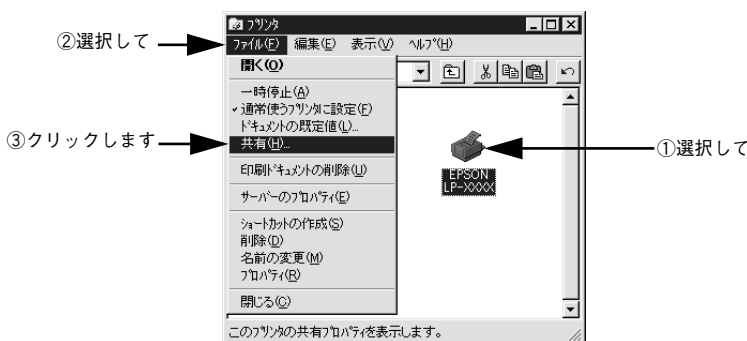 プリンタ
②選択して
ファイル(F) 編集(E) 表示(V) ヘルプ(H)
開く(O)
一時停止(A)
通常使うプリンタに設定(F)
ドキュメントの既定値(L)...
③クリックします
共有(H)...
①選択して
印刷ドキュメントの削除(U)
EPSON
LP-XXXX
サーバーのプロパティ(E)
ショートカットの作成(S)
削除(D)
名前の変更(M)
プロパティ(R)
閉じる(C)
このプリンタの共有プロパティを表示します。